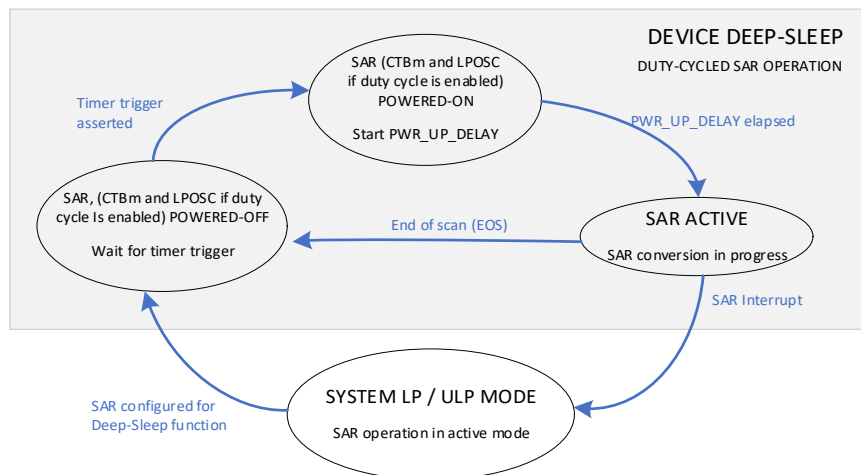 DEVICE DEEP-SLEEP
DUTY-CYCLED SAR OPERATION
SAR (CTBm and LPOSC
if duty cycle is enabled)
POWERED-ON
Start PWR_UP_DELAY
Timer trigger
asserted
PWR_UP_DELAY elapsed
SAR, (CTBm and LPOSC if duty
cycle Is enabled) POWERED-OFF
Wait for timer trigger
End of scan (EOS)
SAR ACTIVE
SAR conversion in progress
SAR Interrupt
SYSTEM LP / ULP MODE
SAR operation in active mode
SAR configured for
Deep-Sleep function